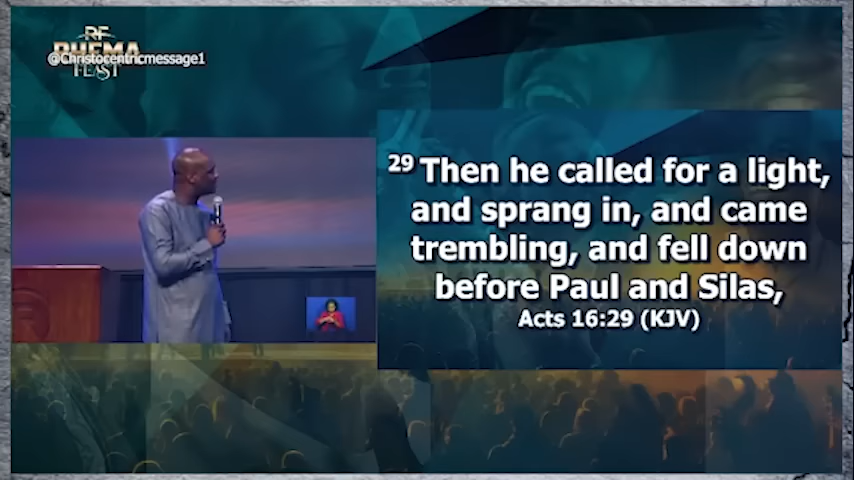 RF
RHEMA
@Christocentricmessage1
FEAST
29 Then he called for a light,
and sprang in, and came
trembling, and fell down
before Paul and Silas,
Acts 16:29 (KJV)